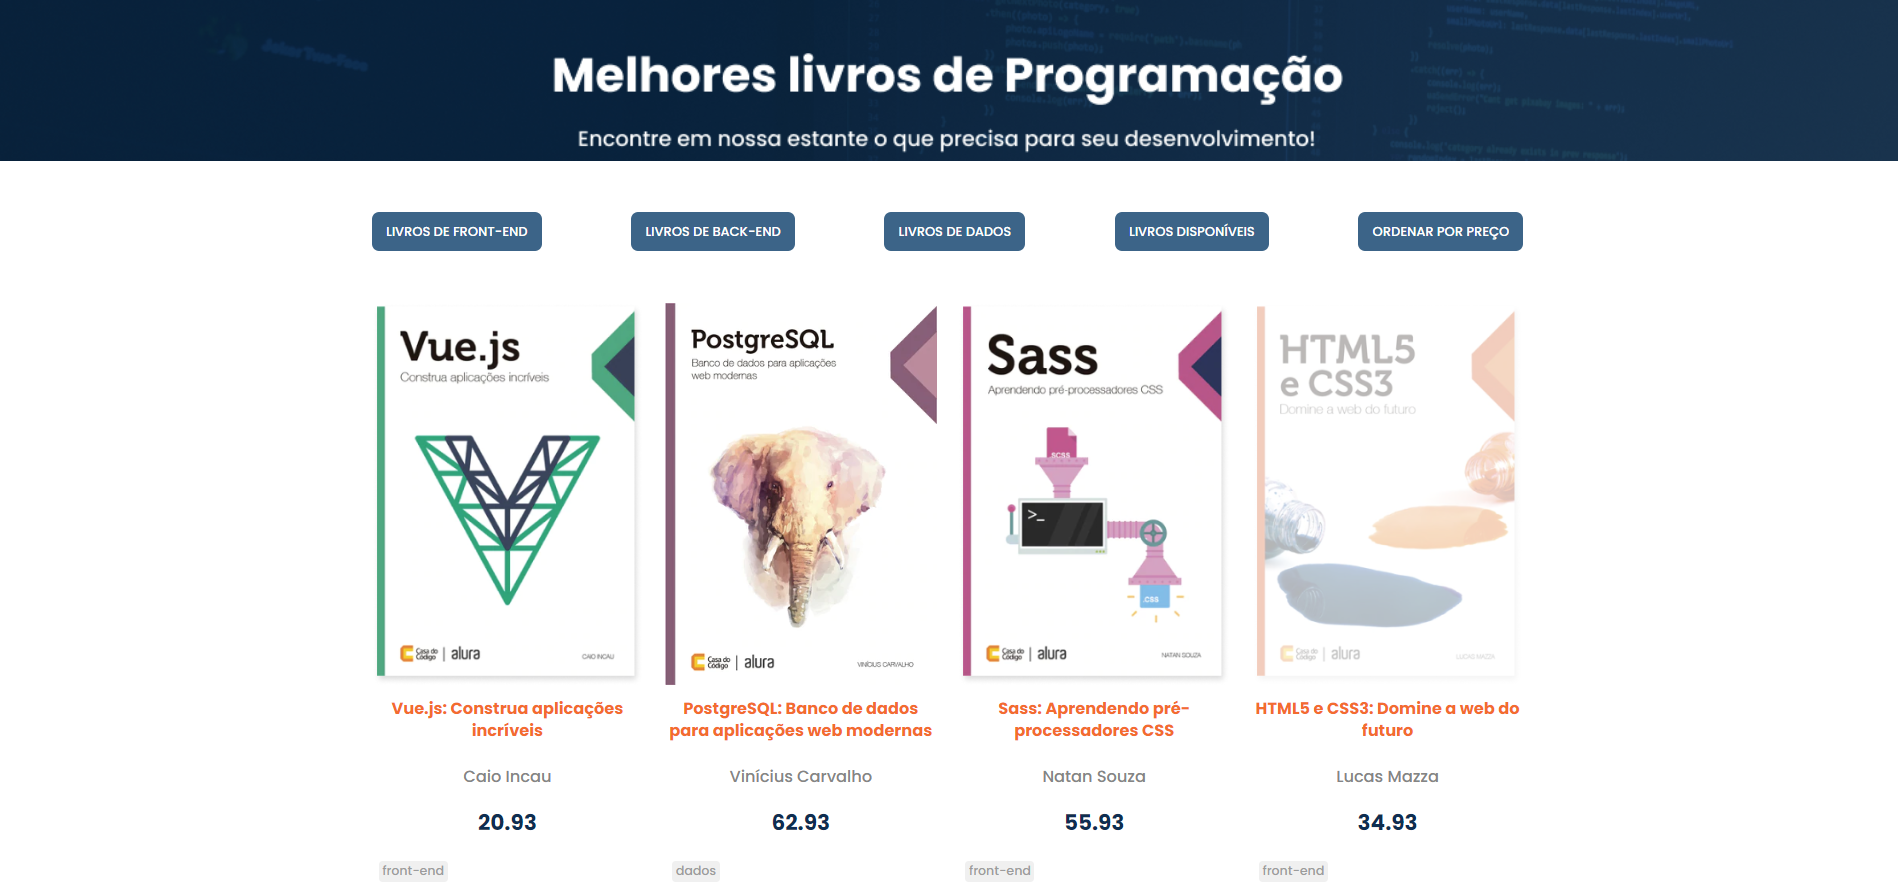 Melhores livros de Programação
Encontre em nossa estante o que precisa para seu desenvolvimento!
LIVROS DE FRONT-END
LIVROS DE BACK-END
LIVROS DE DADOS
LIVROS DISPONÍVEIS
ORDENAR POR PREÇO
Vue.js
Construa aplicações incríveis
Casa do
Código
alura
CAIO INCAU
PostgreSQL
Banco de dados para aplicações
web modernas
Casa do
Código
alura
VINÍCIUS CARVALHO
Sass
Aprendendo pré-processadores CSS
SCSS
>_
.CSS
Casa do
Código
alura
NATAN SOUZA
HTML5
e CSS3
Domine a web do futuro
Casa do
Código
alura
LUCAS MAZZA
Vue.js: Construa aplicações
incríveis
Caio Incau
20.93
front-end
PostgreSQL: Banco de dados
para aplicações web modernas
Vinícius Carvalho
62.93
dados
Sass: Aprendendo pré-
processadores CSS
Natan Souza
55.93
front-end
HTML5 e CSS3: Domine a web do
futuro
Lucas Mazza
34.93
front-end